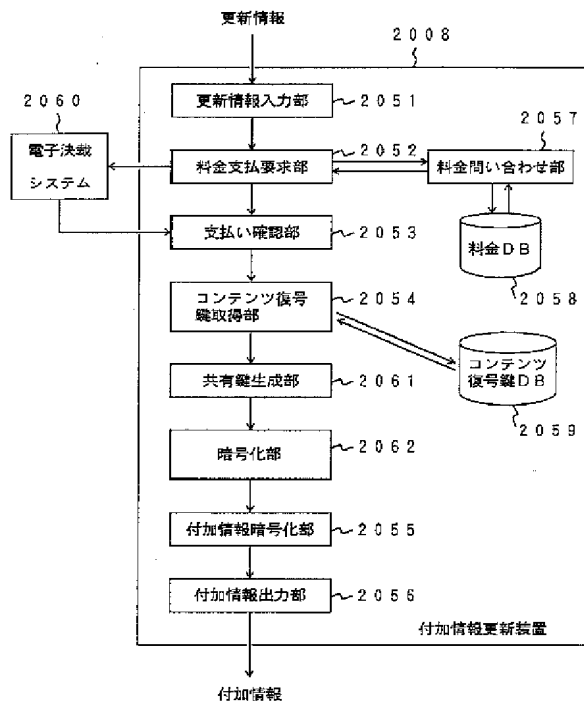 更新情報
2008
2060
更新情報入力部
2051
2057
電子決裁
システム
料金支払要求部
2052
料金問い合わせ部
支払い確認部
2053
料金DB
2058
コンテンツ復号
鍵取得部
2054
コンテンツ
復号鍵DB
2059
共有鍵生成部
2061
暗号化部
2062
付加情報暗号化部
2055
付加情報出力部
2056
付加情報更新装置
付加情報